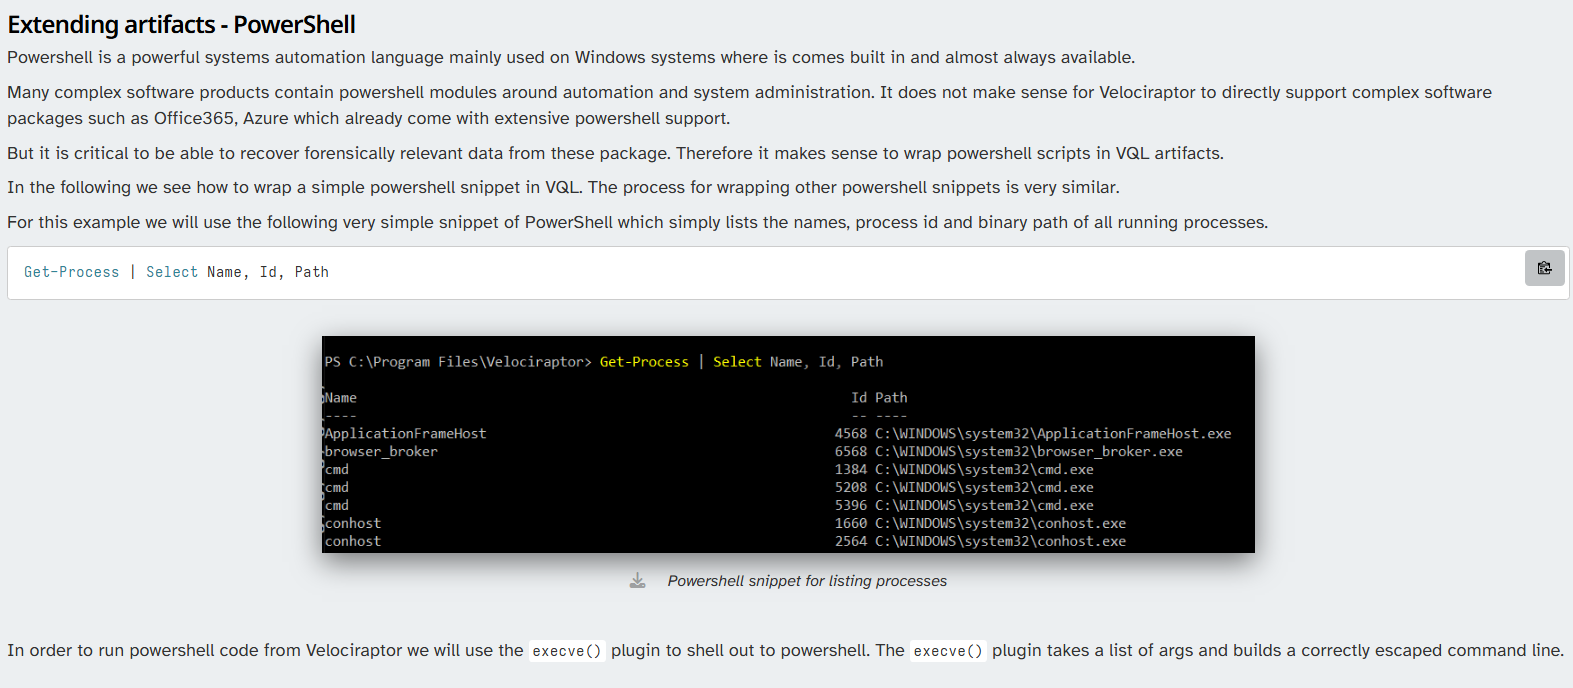 Extending artifacts - PowerShell
Powershell is a powerful systems automation language mainly used on Windows systems where is comes built in and almost always available.
Many complex software products contain powershell modules around automation and system administration. It does not make sense for Velociraptor to directly support complex software
packages such as Office365, Azure which already come with extensive powershell support.
But it is critical to be able to recover forensically relevant data from these package. Therefore it makes sense to wrap powershell scripts in VQL artifacts.
In the following we see how to wrap a simple powershell snippet in VQL. The process for wrapping other powershell snippets is very similar.
For this example we will use the following very simple snippet of PowerShell which simply lists the names, process id and binary path of all running processes.
Get-Process | Select Name, Id, Path
PS C:\Program Files\Velociraptor> Get-Process | Select Name, Id, Path
Name Id Path
---- -- ----
ApplicationFrameHost 4568 C:\WINDOWS\system32\ApplicationFrameHost.exe
browser_broker 6568 C:\WINDOWS\system32\browser_broker.exe
cmd 1384 C:\WINDOWS\system32\cmd.exe
cmd 5208 C:\WINDOWS\system32\cmd.exe
cmd 5396 C:\WINDOWS\system32\cmd.exe
conhost 1660 C:\WINDOWS\system32\conhost.exe
conhost 2564 C:\WINDOWS\system32\conhost.exe
Powershell snippet for listing processes
In order to run powershell code from Velociraptor we will use the execve() plugin to shell out to powershell. The execve() plugin takes a list of args and builds a correctly escaped command line.